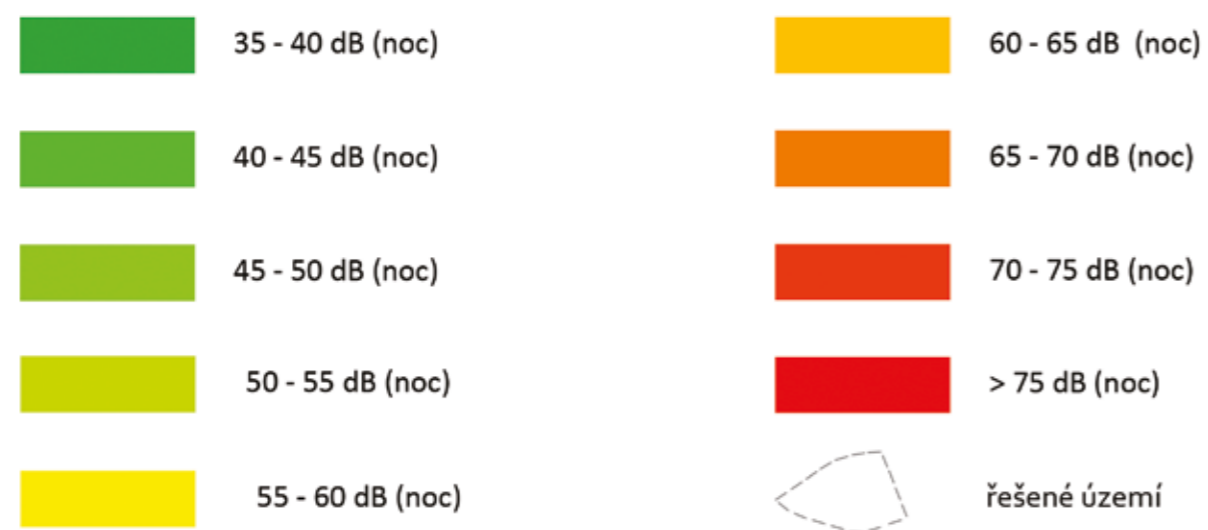 35 - 40 dB (noc)
40 - 45 dB (noc)
45 - 50 dB (noc)
50 - 55 dB (noc)
55 - 60 dB (noc)
60 - 65 dB (noc)
65 - 70 dB (noc)
70 - 75 dB (noc)
> 75 dB (noc)
řešené území